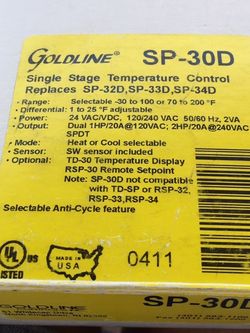 GOLDLINE® SP-30D
Single Stage Temperature Control
Replaces SP-32D,SP-33D,SP-34D
• Range: Selectable -30 to 100 or 70 to 200 °F
• Differential: 1 to 25 °F adjustable
• Power: 24 VAC/VDC, 120/240 VAC 50/60 Hz, 2VA
• Output: Dual 1HP/20A@120VAC; 2HP/20A@240VAC
SPDT
• Mode: Heat or Cool selectable
• Sensor: SW sensor included
• Optional: TD-30 Temperature Display
RSP-30 Remote Setpoint
Note: SP-30D not compatible
with TD-SP or RSP-32,
RSP-33,RSP-34
Selectable Anti-Cycle feature
UL
LISTED
MADE IN
USA
0411
GOLDLINE
SP-30D